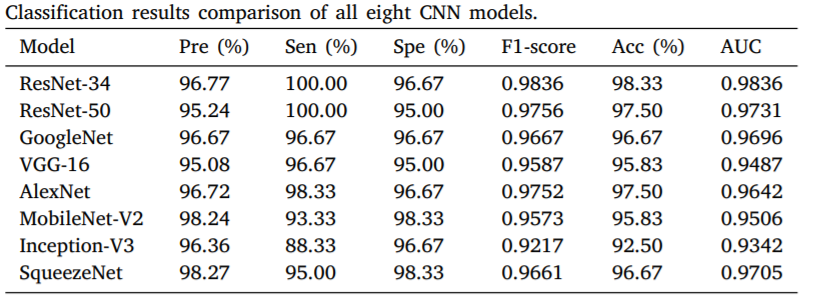 Classification results comparison of all eight CNN models.
Model Pre (%) Sen (%) Spe (%) F1-score Acc (%) AUC
ResNet-34 96.77 100.00 96.67 0.9836 98.33 0.9836
ResNet-50 95.24 100.00 95.00 0.9756 97.50 0.9731
GoogleNet 96.67 96.67 96.67 0.9667 96.67 0.9696
VGG-16 95.08 96.67 95.00 0.9587 95.83 0.9487
AlexNet 96.72 98.33 96.67 0.9752 97.50 0.9642
MobileNet-V2 98.24 93.33 98.33 0.9573 95.83 0.9506
Inception-V3 96.36 88.33 96.67 0.9217 92.50 0.9342
SqueezeNet 98.27 95.00 98.33 0.9661 96.67 0.9705